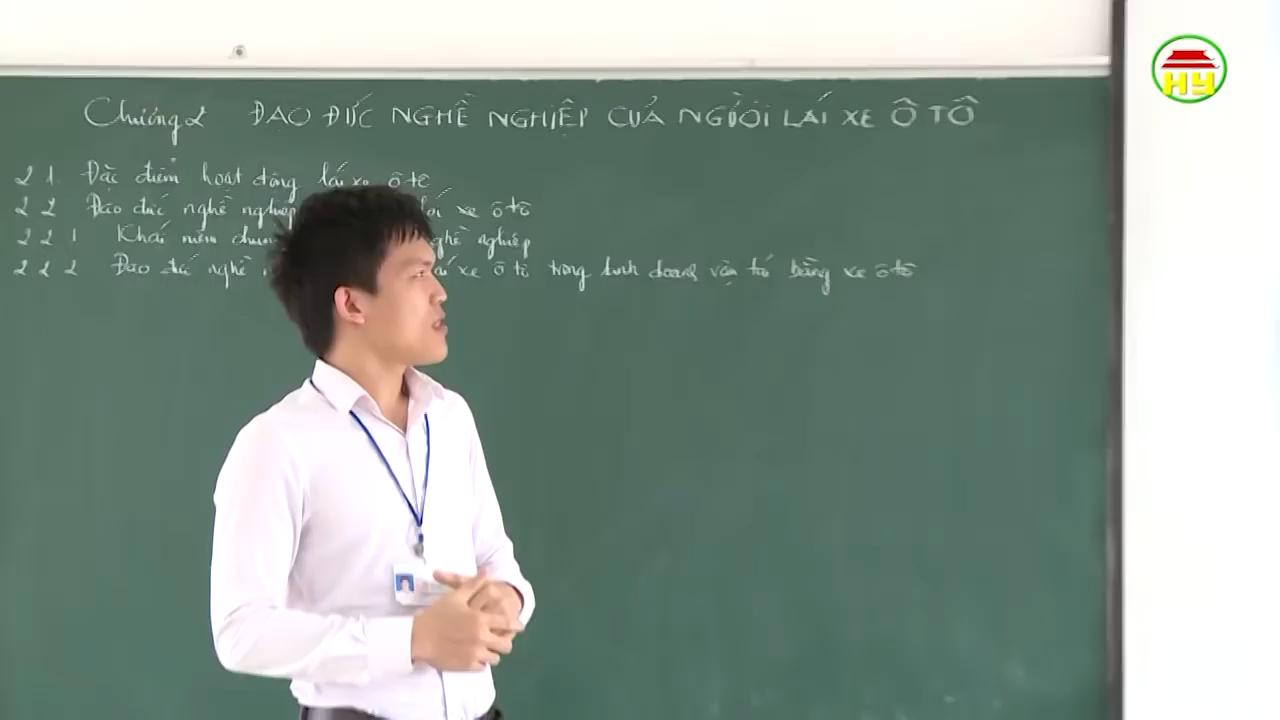 Chương 2 ĐẠO ĐỨC NGHỀ NGHIỆP CUẢ NGƯỜI LÁI XE Ô TÔ
2 1. Đặc điểm hoạt động lái xe ô tô
2 2 Đạo đức nghề nghiệp lái xe ô tô
2 2 1 Khái niệm chung nghề nghiệp
2 2 2 Đạo đức nghề lái xe ô tô trong kinh doanh vận tải bằng xe ô tô
HY